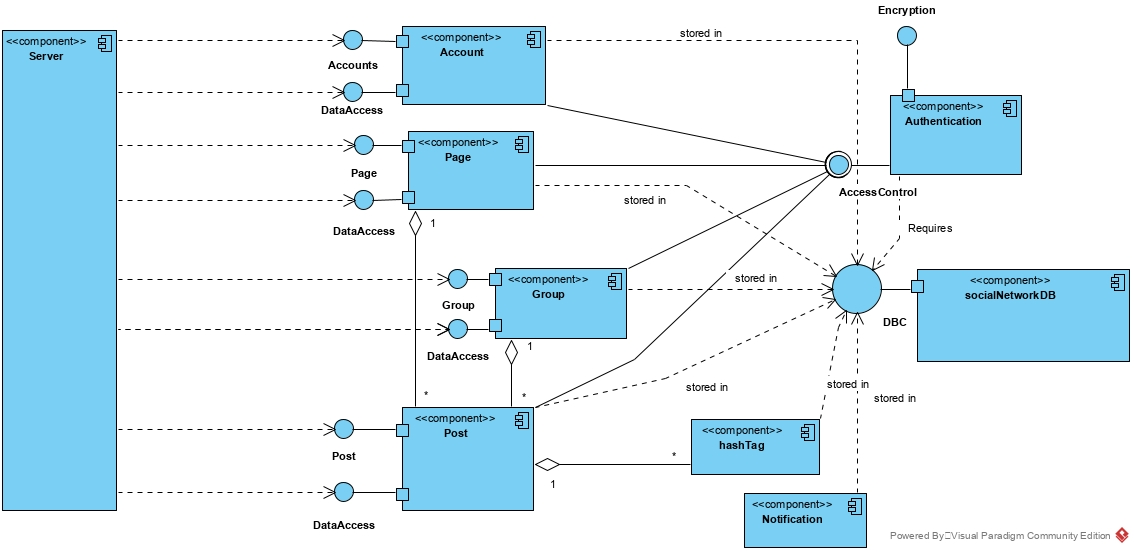 Encryption
<<component>>
Server
Accounts
DataAccess
<<component>>
Account
stored in
<<component>>
Authentication
Page
DataAccess
<<component>>
Page
1
stored in
AccessControl
Requires
Group
DataAccess
<<component>>
Group
1
stored in
DBC
<<component>>
socialNetworkDB
*
*
stored in
stored in
stored in
Post
DataAccess
<<component>>
Post
1
*
<<component>>
hashTag
<<component>>
Notification
Powered By Visual Paradigm Community Edition